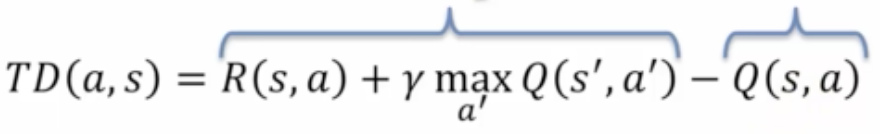 TD(a, s) = R(s, a) + γ max Q(s′, a′) − Q(s, a)
a′